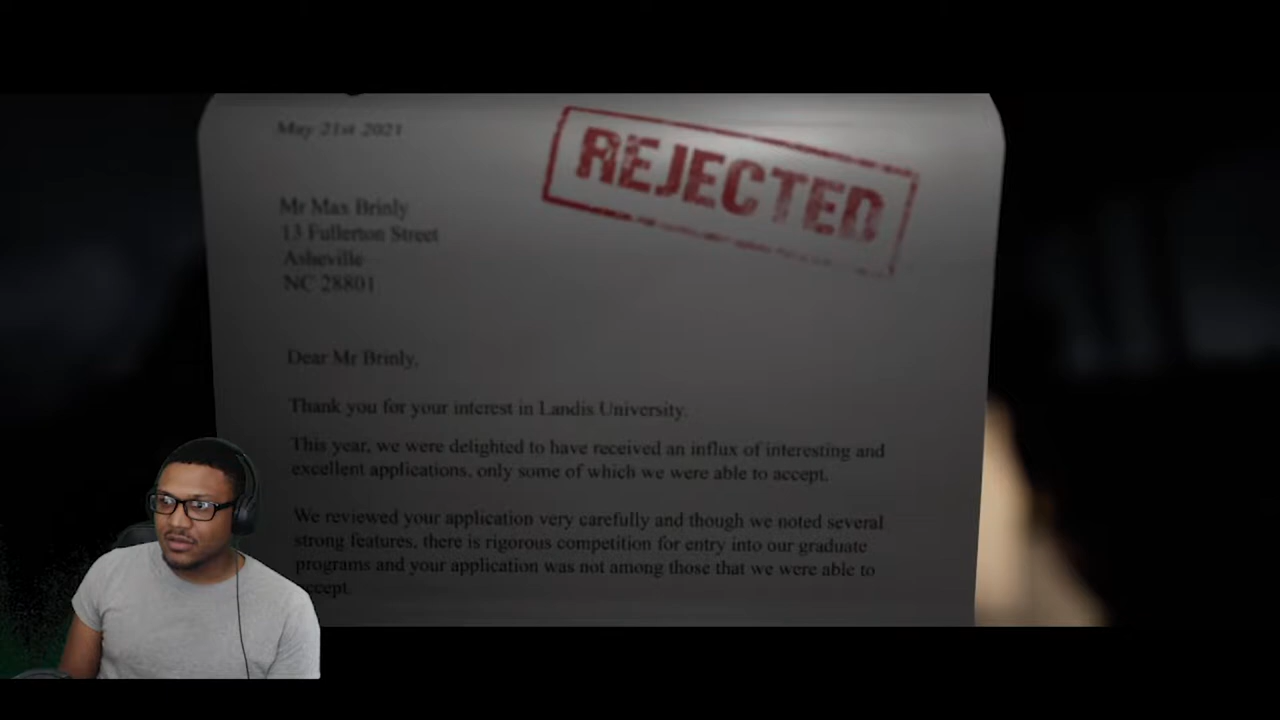 May 21st 2021
REJECTED
Mr Max Brinly
13 Fullerton Street
Asheville
NC 28801
Dear Mr Brinly,
Thank you for your interest in Landis University.
This year, we were delighted to have received an influx of interesting and
excellent applications, only some of which we were able to accept.
We reviewed your application very carefully and though we noted several
strong features, there is rigorous competition for entry into our graduate
programs and your application was not among those that we were able to
accept.